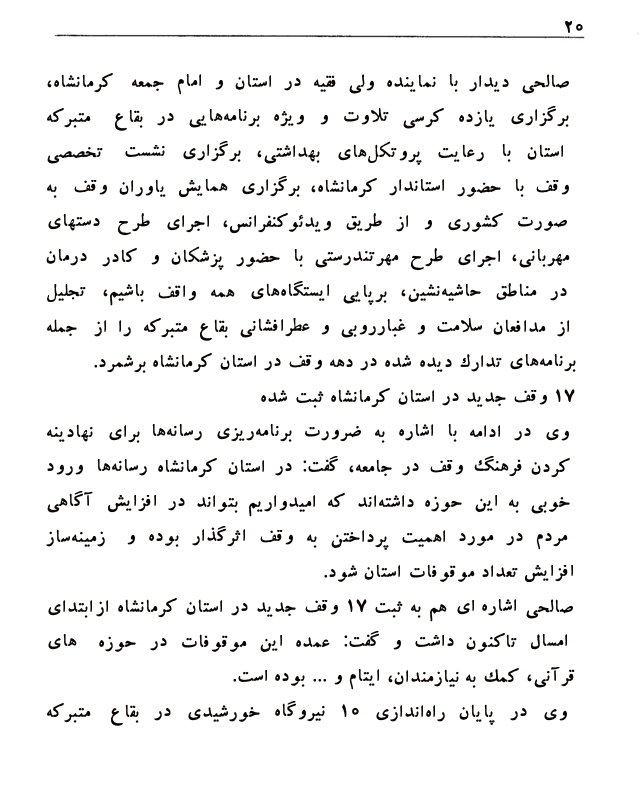 ۲۰
صالحی دیدار با نماینده ولی فقیه در استان و امام جمعه کرمانشاه،
برگزاری یازده کرسی تلاوت و ویژه برنامه‌هایی در بقاع متبرکه
استان با رعایت پروتکل‌های بهداشتی، برگزاری نشست تخصصی
وقف با حضور استاندار کرمانشاه، برگزاری همایش یاوران وقف به
صورت کشوری و از طریق ویدئوکنفرانس، اجرای طرح دستهای
مهربانی، اجرای طرح مهرتندرستی با حضور پزشکان و کادر درمان
در مناطق حاشیه‌نشین، برپایی ایستگاه‌های همه واقف باشیم، تجلیل
از مدافعان سلامت و غبارروبی و عطرافشانی بقاع متبرکه را از جمله
برنامه‌های تدارك دیده شده در دهه وقف در استان کرمانشاه برشمرد.
۱۷ وقف جدید در استان کرمانشاه ثبت شده
وی در ادامه با اشاره به ضرورت برنامه‌ریزی رسانه‌ها برای نهادینه
کردن فرهنگ وقف در جامعه، گفت: در استان کرمانشاه رسانه‌ها ورود
خوبی به این حوزه داشته‌اند که امیدواریم بتواند در افزایش آگاهی
مردم در مورد اهمیت پرداختن به وقف اثرگذار بوده و زمینه‌ساز
افزایش تعداد موقوفات استان شود.
صالحی اشاره ای هم به ثبت ۱۷ وقف جدید در استان کرمانشاه ازابتدای
امسال تاکنون داشت و گفت: عمده این موقوفات در حوزه های
قرآنی، کمك به نیازمندان، ایتام و ... بوده است.
وی در پایان راه‌اندازی ۱۰ نیروگاه خورشیدی در بقاع متبرکه